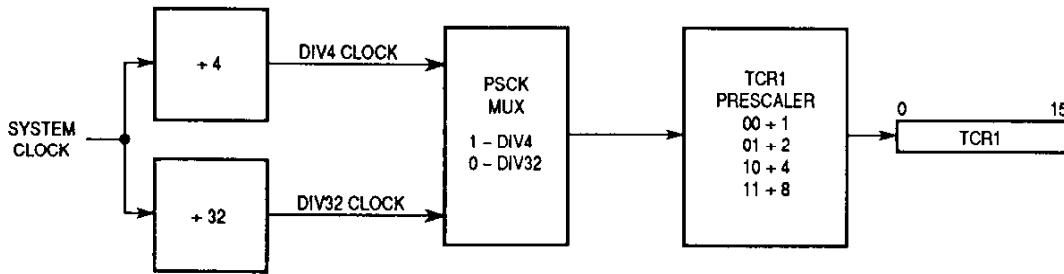 SYSTEM
CLOCK
+ 4
DIV4 CLOCK
+ 32
DIV32 CLOCK
PSCK
MUX
1 – DIV4
0 – DIV32
TCR1
PRESCALER
00 + 1
01 + 2
10 + 4
11 + 8
0 15
TCR1